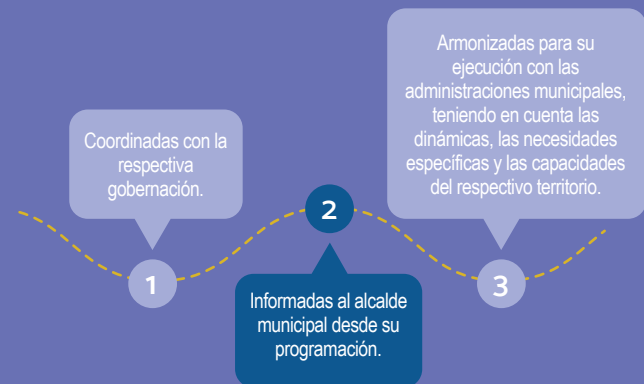 Coordinadas con la
respectiva
gobernación.
1
2
Informadas al alcalde
municipal desde su
programación.
Armonizadas para su
ejecución con las
administraciones municipales,
teniendo en cuenta las
dinámicas, las necesidades
específicas y las capacidades
del respectivo territorio.
3